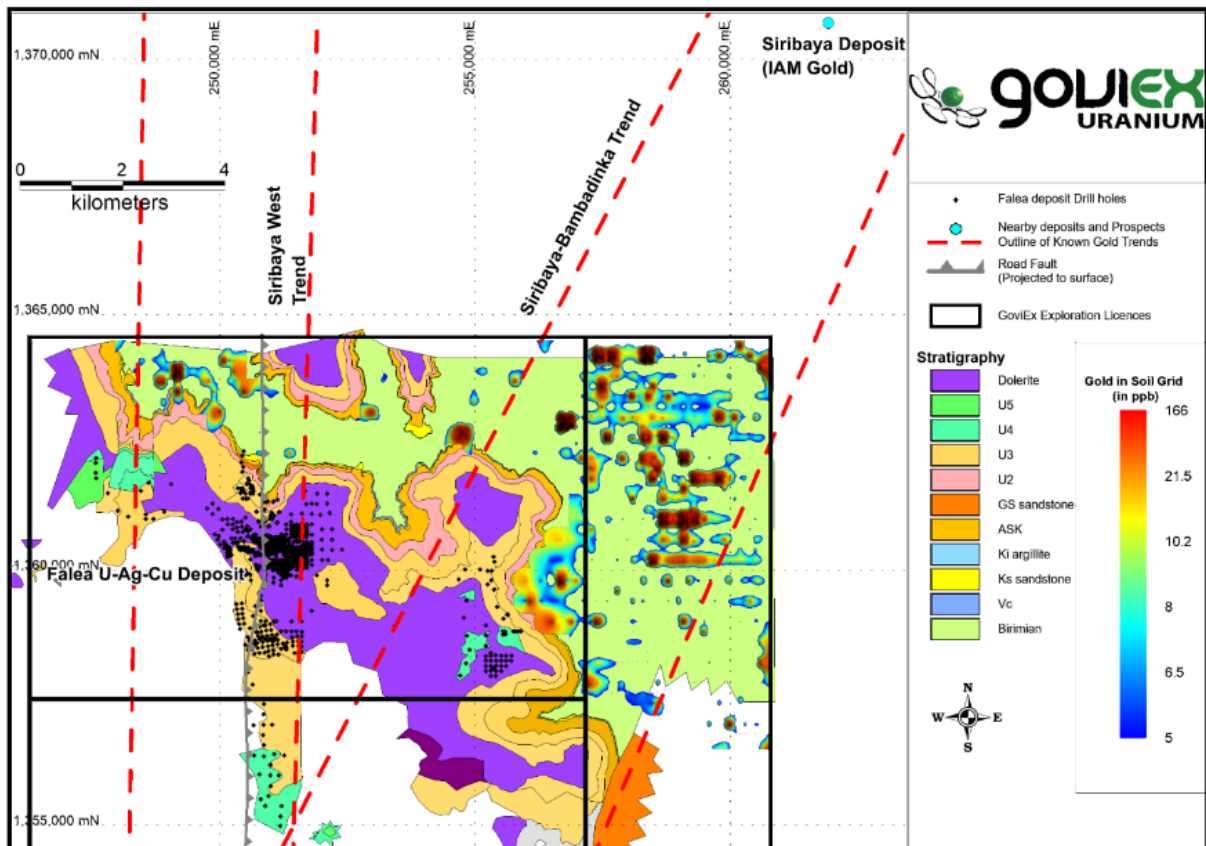 1,370,000 mN
250,000 mE
255,000 mE
260,000 mE
Siribaya Deposit
(IAM Gold)
0 2 4
kilometers
Siribaya West
Trend
Siribaya-Bambadinka Trend
1,365,000 mN
1,360,000 mN
Falea U-Ag-Cu Deposit
1,355,000 mN
goviex
URANIUM
Falea deposit Drill holes
Nearby deposits and Prospects
Outline of Known Gold Trends
Road Fault
(Projected to surface)
GoviEx Exploration Licences
Stratigraphy
Dolerite
U5
U4
U3
U2
GS sandstone
ASK
Ki argillite
Ks sandstone
Vc
Birimian
Gold in Soil Grid
(in ppb)
166
21.5
10.2
8
6.5
5
N
W E
S